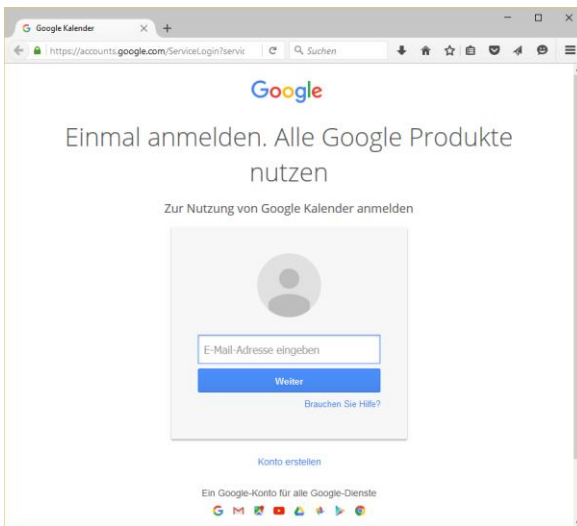 Google Kalender
https://accounts.google.com/ServiceLogin?servic
Suchen
Google
Einmal anmelden. Alle Google Produkte
nutzen
Zur Nutzung von Google Kalender anmelden
E-Mail-Adresse eingeben
Weiter
Brauchen Sie Hilfe?
Konto erstellen
Ein Google-Konto für alle Google-Dienste